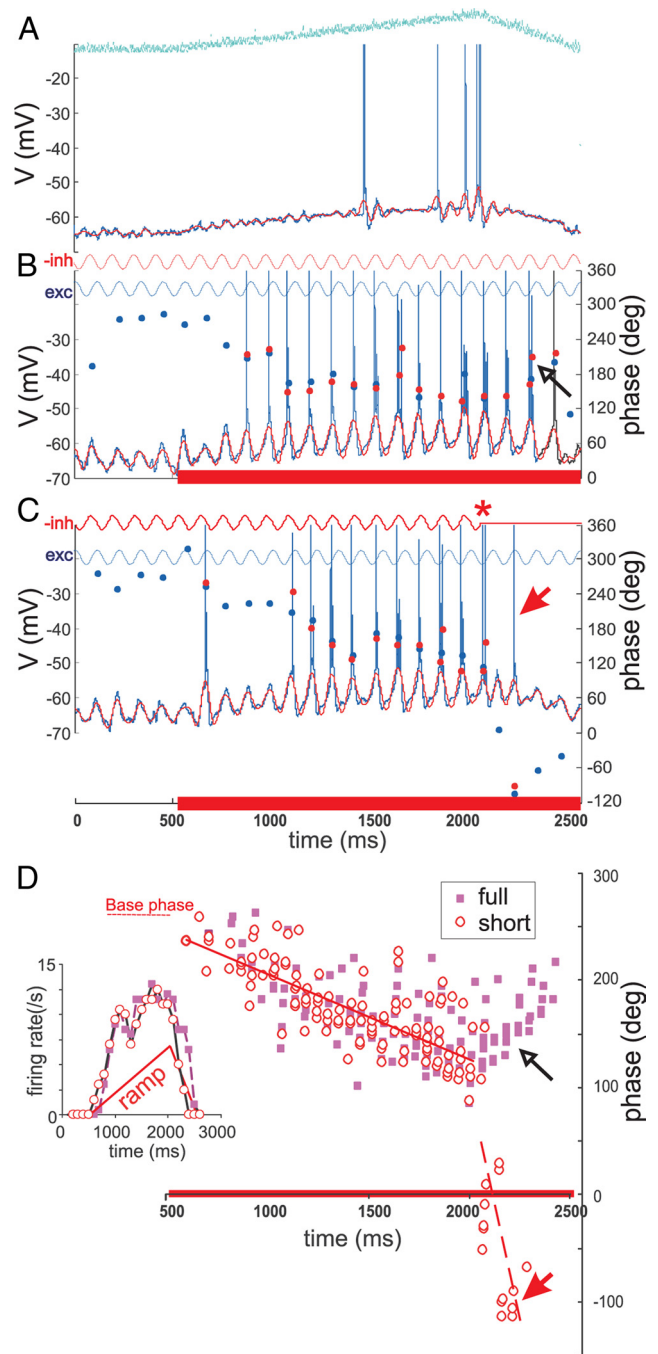 A
V (mV)
-20
-30
-40
-50
-60
B
-inh
exc
V (mV)
-30
-40
-50
-60
-70
360
300
240
180
120
60
0
phase (deg)
C
-inh
*
exc
V (mV)
-30
-40
-50
-60
-70
360
300
240
180
120
60
0
-60
-120
phase (deg)
0 500 1000 1500 2000 2500
time (ms)
D
Base phase
full
short
300
200
100
0
-100
phase (deg)
15
0
firing rate(/s)
ramp
0 1000 2000 3000
time (ms)
500 1000 1500 2000 2500
time (ms)